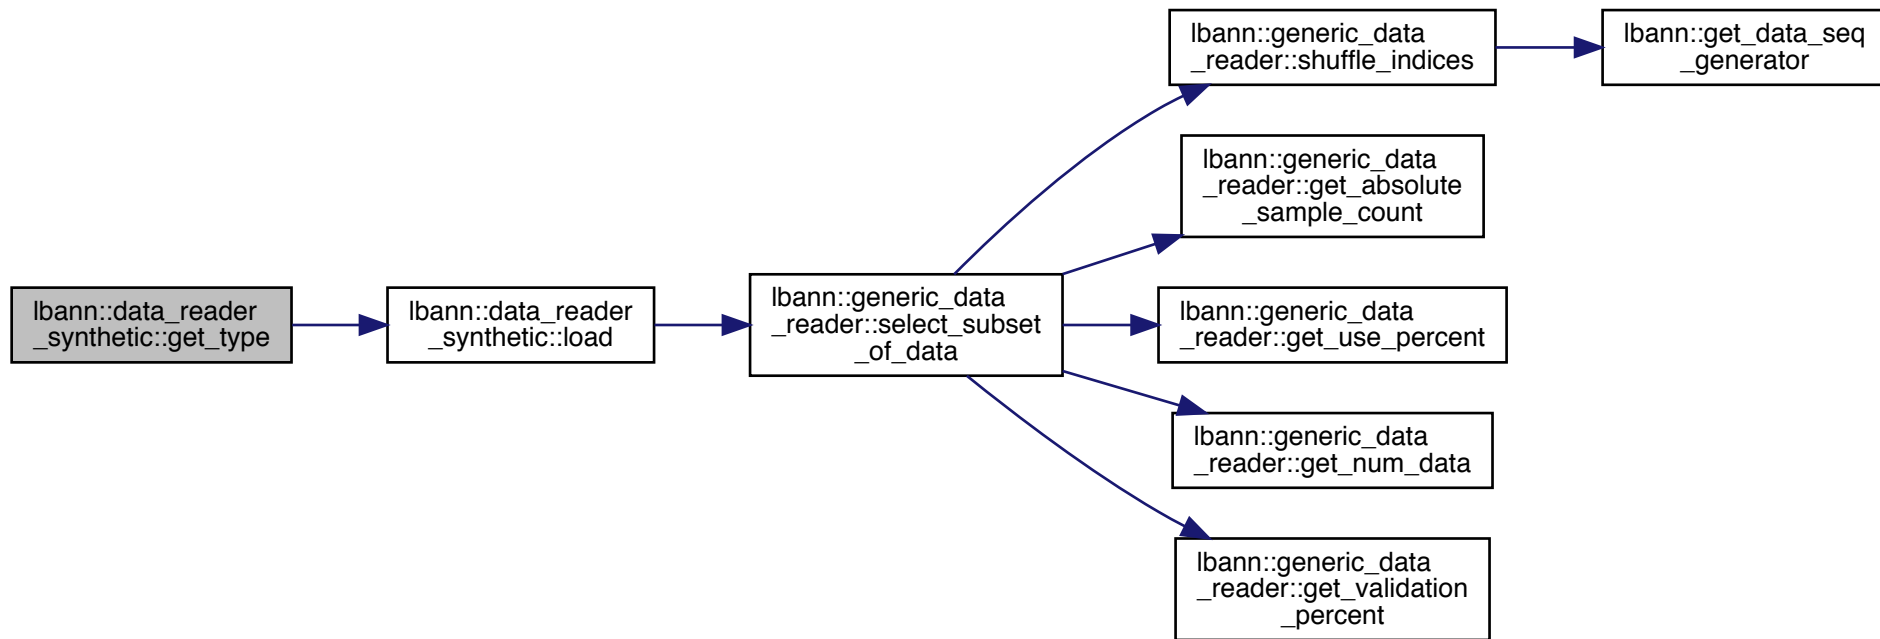 lbann::data_reader
_synthetic::get_type
lbann::data_reader
_synthetic::load
lbann::generic_data
_reader::select_subset
_of_data
lbann::generic_data
_reader::shuffle_indices
lbann::get_data_seq
_generator
lbann::generic_data
_reader::get_absolute
_sample_count
lbann::generic_data
_reader::get_use_percent
lbann::generic_data
_reader::get_num_data
lbann::generic_data
_reader::get_validation
_percent